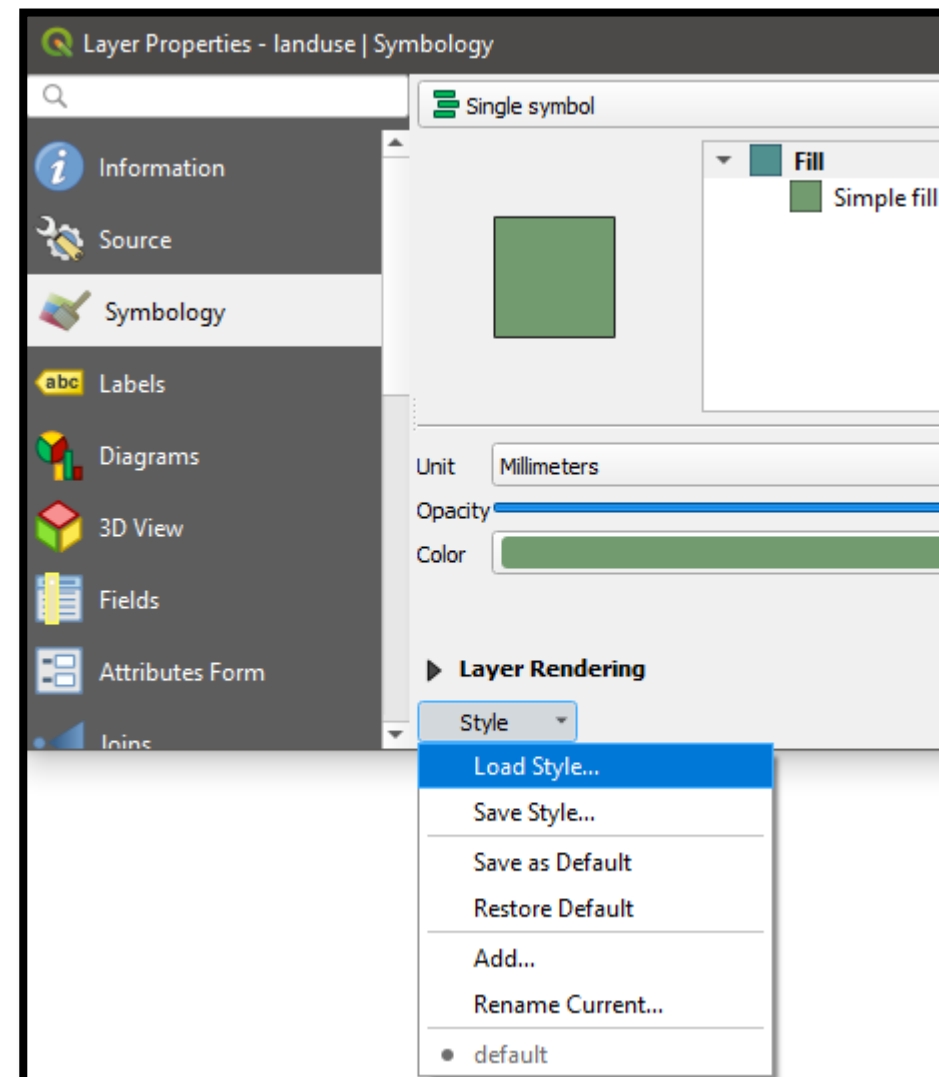 Layer Properties - landuse | Symbology
Single symbol
Information
Source
Symbology
abc Labels
Diagrams
3D View
Fields
Attributes Form
Joins
Fill
Simple fill
Unit Millimeters
Opacity
Color
Layer Rendering
Style
Load Style...
Save Style...
Save as Default
Restore Default
Add...
Rename Current...
default